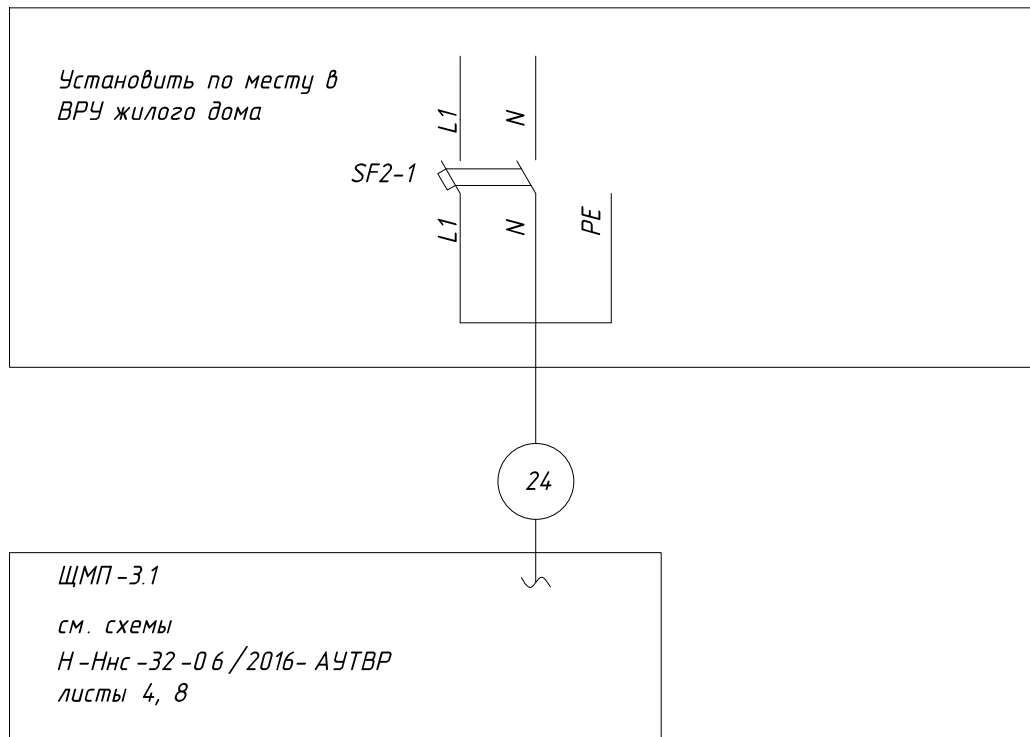 Установить по месту в
ВРУ жилого дома
L1
N
SF2-1
L1
N
PE
24
ЩМП-3.1
см. схемы
Н-Ннс-32-06/2016-АУТВР
листы 4, 8